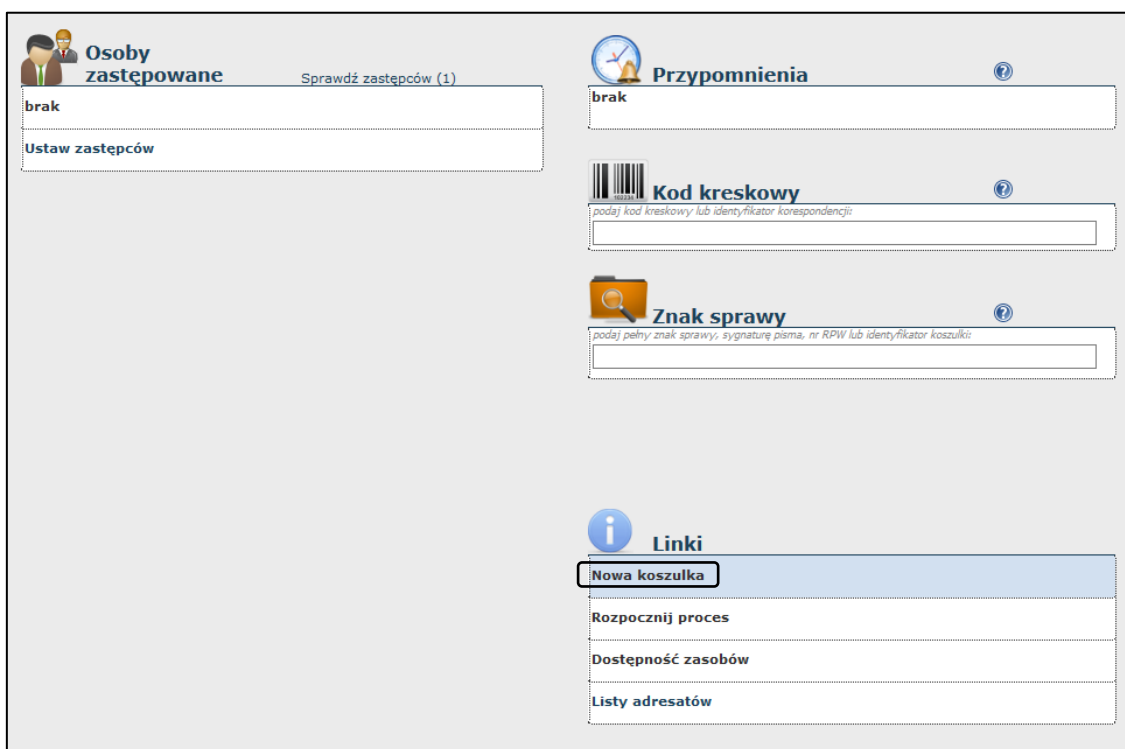 Osoby
zastępowane
Sprawdź zastępców (1)
brak
Ustaw zastępców
Przypomnienia
brak
Kod kreskowy
podaj kod kreskowy lub identyfikator korespondencji:
Znak sprawy
podaj pełny znak sprawy, sygnaturę pisma, nr RPW lub identyfikator koszulki:
Linki
Nowa koszulka
Rozpocznij proces
Dostępność zasobów
Listy adresatów